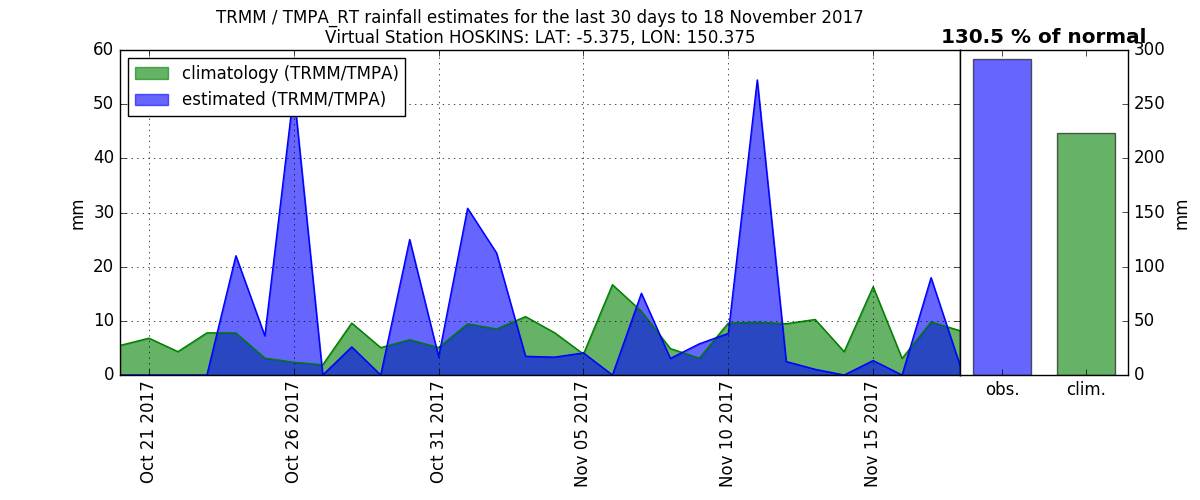 TRMM / TMPA_RT rainfall estimates for the last 30 days to 18 November 2017
Virtual Station HOSKINS: LAT: -5.375, LON: 150.375
130.5 % of normal
climatology (TRMM/TMPA)
estimated (TRMM/TMPA)
60
50
40
30
20
10
0
mm
Oct 21 2017
Oct 26 2017
Oct 31 2017
Nov 05 2017
Nov 10 2017
Nov 15 2017
obs.
clim.
300
250
200
150
100
50
0
mm